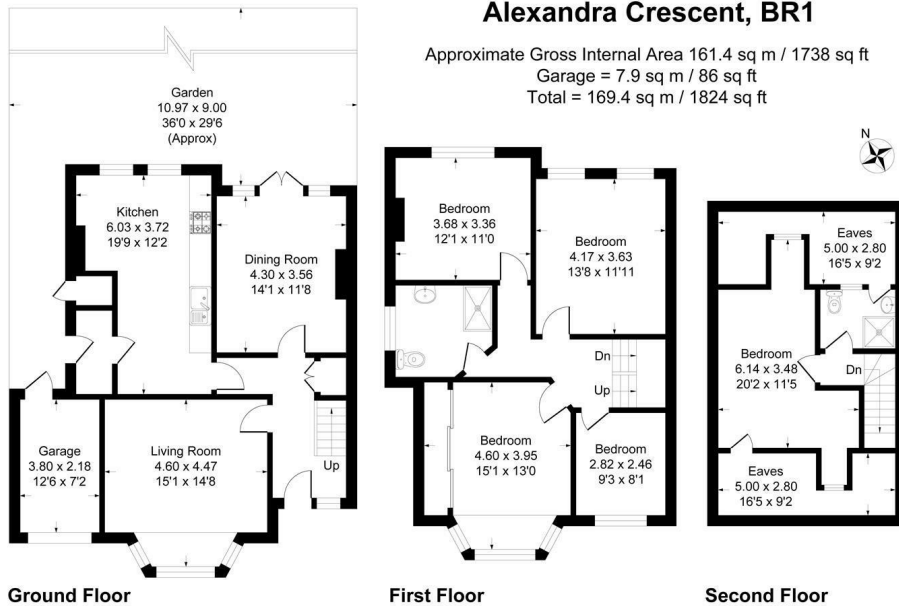 Alexandra Crescent, BR1
Approximate Gross Internal Area 161.4 sq m / 1738 sq ft
Garage = 7.9 sq m / 86 sq ft
Total = 169.4 sq m / 1824 sq ft
N
Garden
10.97 x 9.00
36'0 x 29'6
(Approx)
Kitchen
6.03 x 3.72
19'9 x 12'2
Dining Room
4.30 x 3.56
14'1 x 11'8
Garage
3.80 x 2.18
12'6 x 7'2
Living Room
4.60 x 4.47
15'1 x 14'8
Up
Ground Floor
Bedroom
3.68 x 3.36
12'1 x 11'0
Bedroom
4.17 x 3.63
13'8 x 11'11
Dn
Up
Bedroom
4.60 x 3.95
15'1 x 13'0
Bedroom
2.82 x 2.46
9'3 x 8'1
First Floor
Eaves
5.00 x 2.80
16'5 x 9'2
Bedroom
6.14 x 3.48
20'2 x 11'5
Dn
Eaves
5.00 x 2.80
16'5 x 9'2
Second Floor